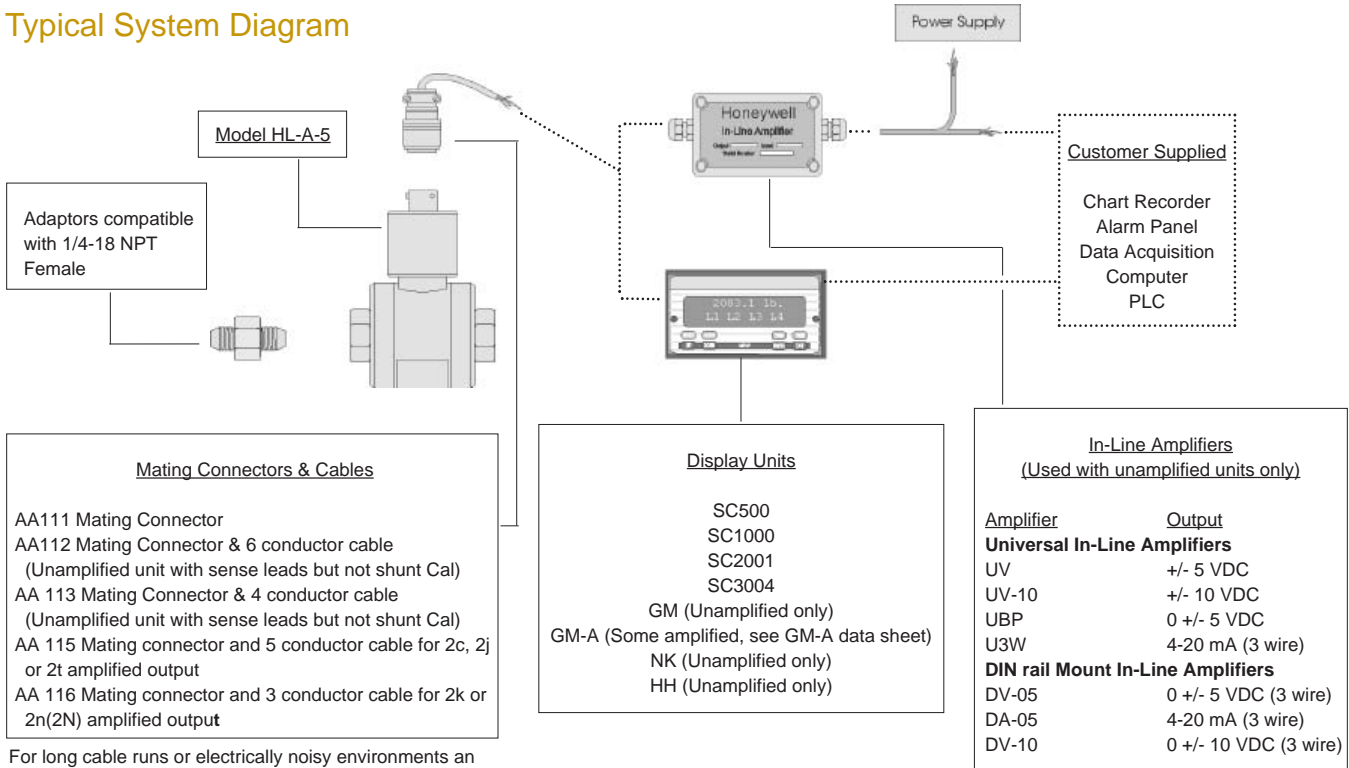 Typical System Diagram
Power Supply
Model HL-A-5
Adaptors compatible
with 1/4-18 NPT
Female
Honeywell
In-Line Amplifier
Customer Supplied
Chart Recorder
Alarm Panel
Data Acquisition
Computer
PLC
2083.1 lb.
L1 L2 L3 L4
Mating Connectors & Cables
AA111 Mating Connector
AA112 Mating Connector & 6 conductor cable
(Unamplified unit with sense leads but not shunt Cal)
AA 113 Mating Connector & 4 conductor cable
(Unamplified unit with sense leads but not shunt Cal)
AA 115 Mating connector and 5 conductor cable for 2c, 2j
or 2t amplified output
AA 116 Mating connector and 3 conductor cable for 2k or
2n(2N) amplified output
For long cable runs or electrically noisy environments an
Display Units
SC500
SC1000
SC2001
SC3004
GM (Unamplified only)
GM-A (Some amplified, see GM-A data sheet)
NK (Unamplified only)
HH (Unamplified only)
In-Line Amplifiers
(Used with unamplified units only)
Amplifier Output
Universal In-Line Amplifiers
UV +/- 5 VDC
UV-10 +/- 10 VDC
UBP 0 +/- 5 VDC
U3W 4-20 mA (3 wire)
DIN rail Mount In-Line Amplifiers
DV-05 0 +/- 5 VDC (3 wire)
DA-05 4-20 mA (3 wire)
DV-10 0 +/- 10 VDC (3 wire)